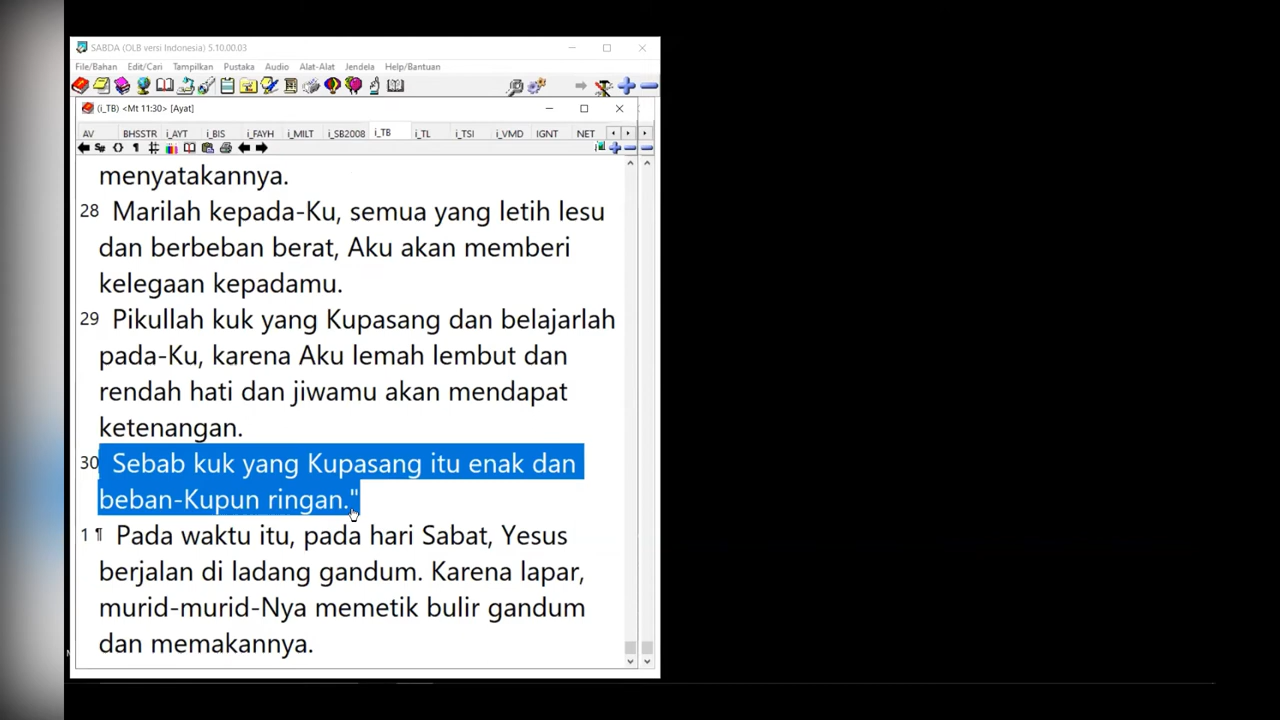 SABDA (OLB versi Indonesia) 5.10.00.03
File/Bahan Edit/Cari Tampilkan Pustaka Audio Alat-Alat Jendela Help/Bantuan
(i_TB) <Mt 11:30> [Ayat]
AV BHSSTR i_AYT i_BIS i_FAYH i_MILT i_SB2008 i_TB i_TL i_TSI i_VMD IGNT NET
menyatakannya.
28 Marilah kepada-Ku, semua yang letih lesu
dan berbeban berat, Aku akan memberi
kelegaan kepadamu.
29 Pikullah kuk yang Kupasang dan belajarlah
pada-Ku, karena Aku lemah lembut dan
rendah hati dan jiwamu akan mendapat
ketenangan.
30 Sebab kuk yang Kupasang itu enak dan
beban-Kupun ringan."
1 ¶ Pada waktu itu, pada hari Sabat, Yesus
berjalan di ladang gandum. Karena lapar,
murid-murid-Nya memetik bulir gandum
dan memakannya.